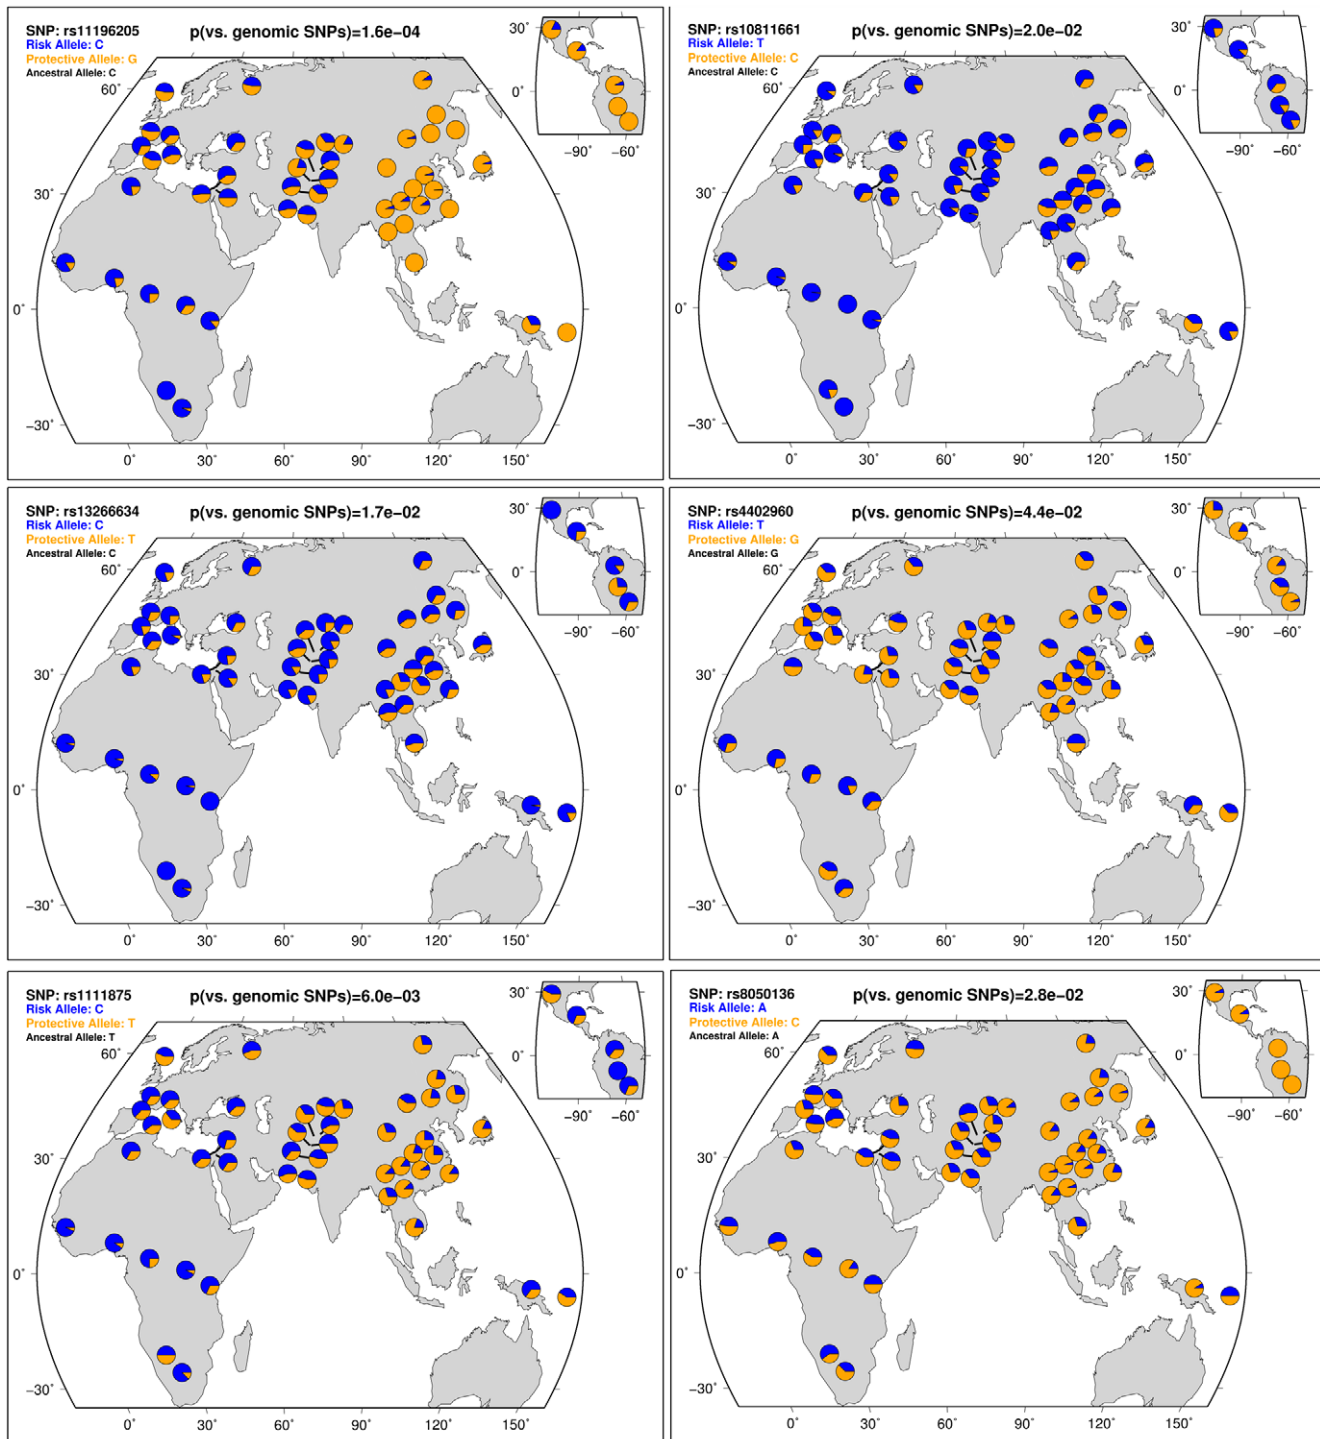 SNP: rs11196205
Risk Allele: C
Protective Allele: G
Ancestral Allele: C
p(vs. genomic SNPs)=1.6e-04
30˚
0˚
−90˚ −60˚
60˚
30˚
0˚
−30˚
0˚ 30˚ 60˚ 90˚ 120˚ 150˚
SNP: rs10811661
Risk Allele: T
Protective Allele: C
Ancestral Allele: C
p(vs. genomic SNPs)=2.0e-02
30˚
0˚
−90˚ −60˚
60˚
30˚
0˚
−30˚
0˚ 30˚ 60˚ 90˚ 120˚ 150˚
SNP: rs13266634
Risk Allele: C
Protective Allele: T
Ancestral Allele: C
p(vs. genomic SNPs)=1.7e-02
30˚
0˚
−90˚ −60˚
60˚
30˚
0˚
−30˚
0˚ 30˚ 60˚ 90˚ 120˚ 150˚
SNP: rs4402960
Risk Allele: T
Protective Allele: G
Ancestral Allele: G
p(vs. genomic SNPs)=4.4e-02
30˚
0˚
−90˚ −60˚
60˚
30˚
0˚
−30˚
0˚ 30˚ 60˚ 90˚ 120˚ 150˚
SNP: rs1111875
Risk Allele: C
Protective Allele: T
Ancestral Allele: T
p(vs. genomic SNPs)=6.0e-03
30˚
0˚
−90˚ −60˚
60˚
30˚
0˚
−30˚
0˚ 30˚ 60˚ 90˚ 120˚ 150˚
SNP: rs8050136
Risk Allele: A
Protective Allele: C
Ancestral Allele: A
p(vs. genomic SNPs)=2.8e-02
30˚
0˚
−90˚ −60˚
60˚
30˚
0˚
−30˚
0˚ 30˚ 60˚ 90˚ 120˚ 150˚